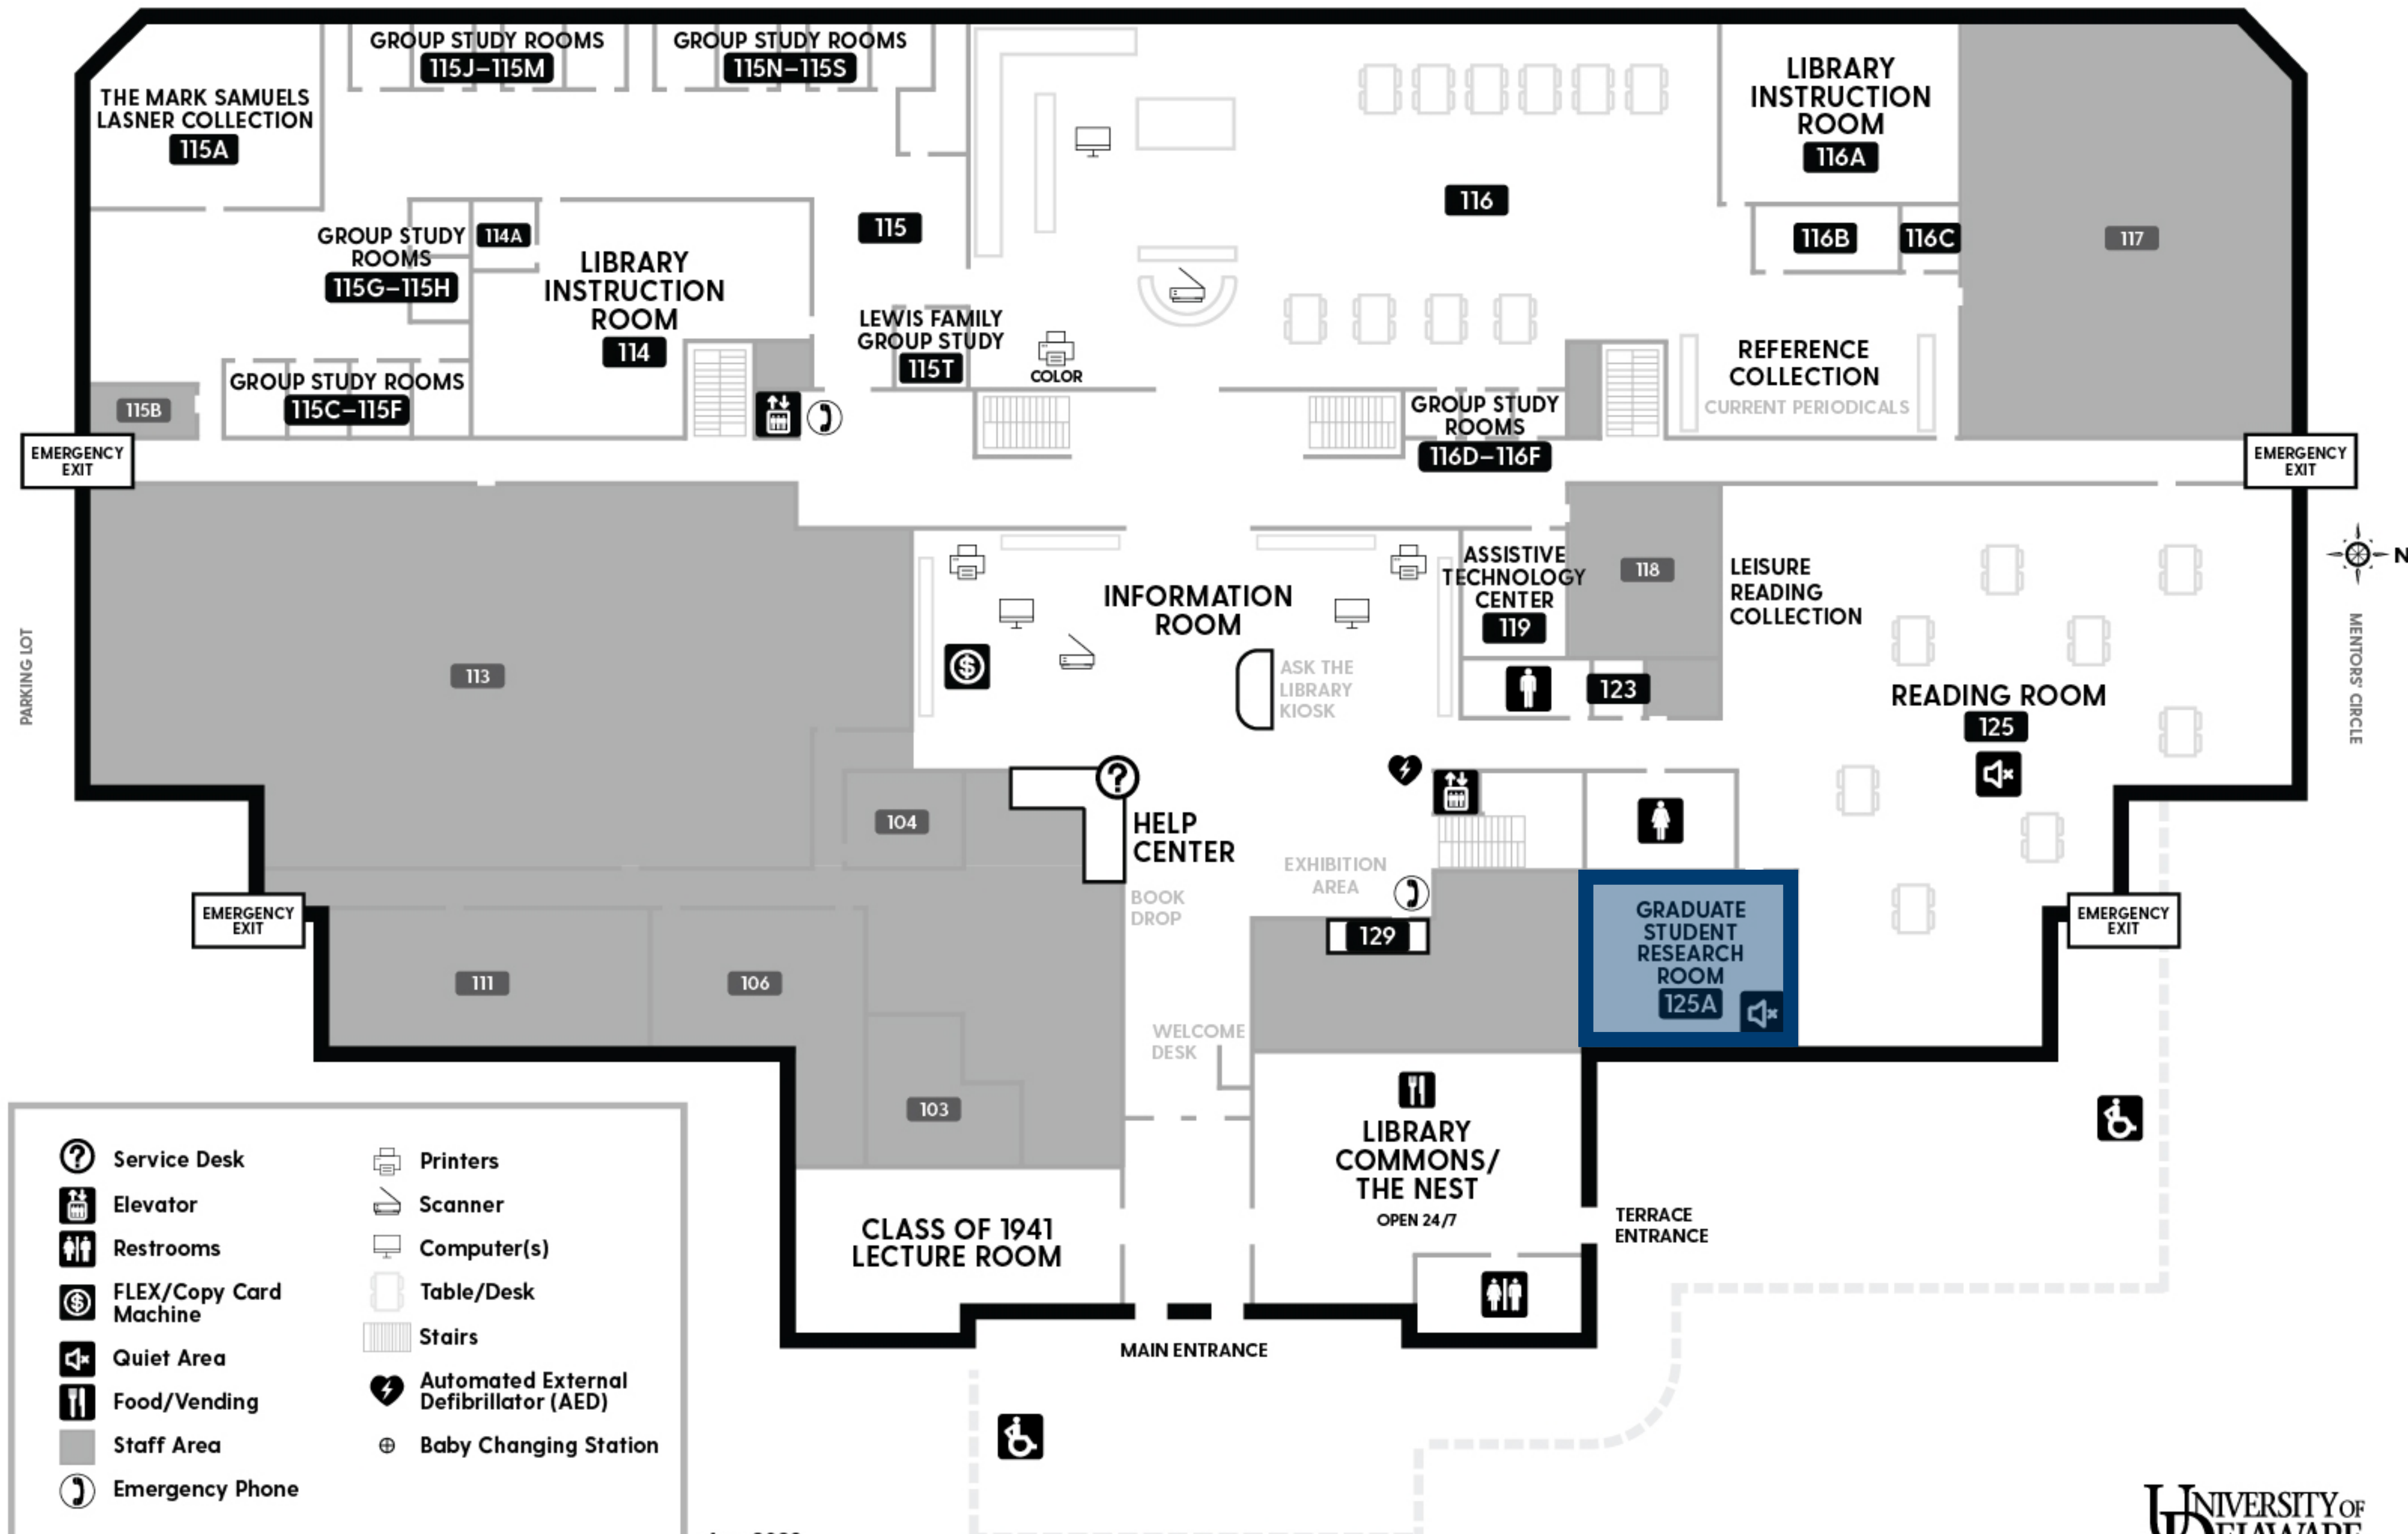 GROUP STUDY ROOMS
115J–115M
GROUP STUDY ROOMS
115N–115S
THE MARK SAMUELS
LASNER COLLECTION
115A
LIBRARY
INSTRUCTION
ROOM
116A
116
115
114A
GROUP STUDY
ROOMS
115G–115H
LIBRARY
INSTRUCTION
ROOM
114
116B
116C
117
LEWIS FAMILY
GROUP STUDY
115T
COLOR
REFERENCE
COLLECTION
CURRENT PERIODICALS
115B
GROUP STUDY ROOMS
115C–115F
GROUP STUDY
ROOMS
116D–116F
EMERGENCY
EXIT
EMERGENCY
EXIT
N
PARKING LOT
MENTORS' CIRCLE
113
INFORMATION
ROOM
ASK THE
LIBRARY
KIOSK
ASSISTIVE
TECHNOLOGY
CENTER
119
118
123
LEISURE
READING
COLLECTION
READING ROOM
125
104
HELP
CENTER
BOOK
DROP
EXHIBITION
AREA
129
GRADUATE
STUDENT
RESEARCH
ROOM
125A
EMERGENCY
EXIT
EMERGENCY
EXIT
111
106
103
WELCOME
DESK
LIBRARY
COMMONS/
THE NEST
OPEN 24/7
TERRACE
ENTRANCE
CLASS OF 1941
LECTURE ROOM
MAIN ENTRANCE
Service Desk
Elevator
Restrooms
FLEX/Copy Card
Machine
Quiet Area
Food/Vending
Staff Area
Emergency Phone
Printers
Scanner
Computer(s)
Table/Desk
Stairs
Automated External
Defibrillator (AED)
Baby Changing Station
UNIVERSITY OF
DELAWARE